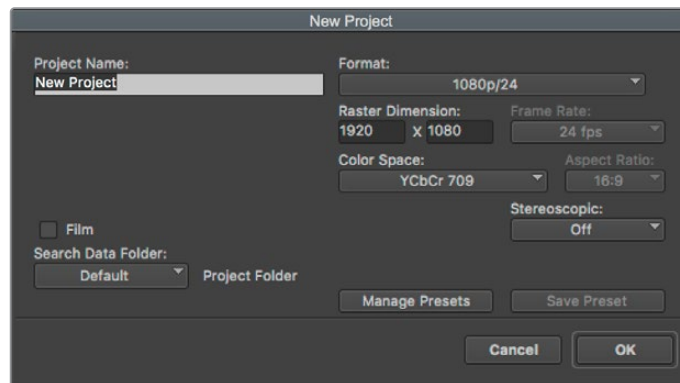 New Project
Project Name:
New Project
Format:
1080p/24
Raster Dimension:
Frame Rate:
1920 X 1080
24 fps
Color Space:
Aspect Ratio:
YCbCr 709
16:9
Stereoscopic:
Off
Film
Search Data Folder:
Default
Project Folder
Manage Presets
Save Preset
Cancel
OK